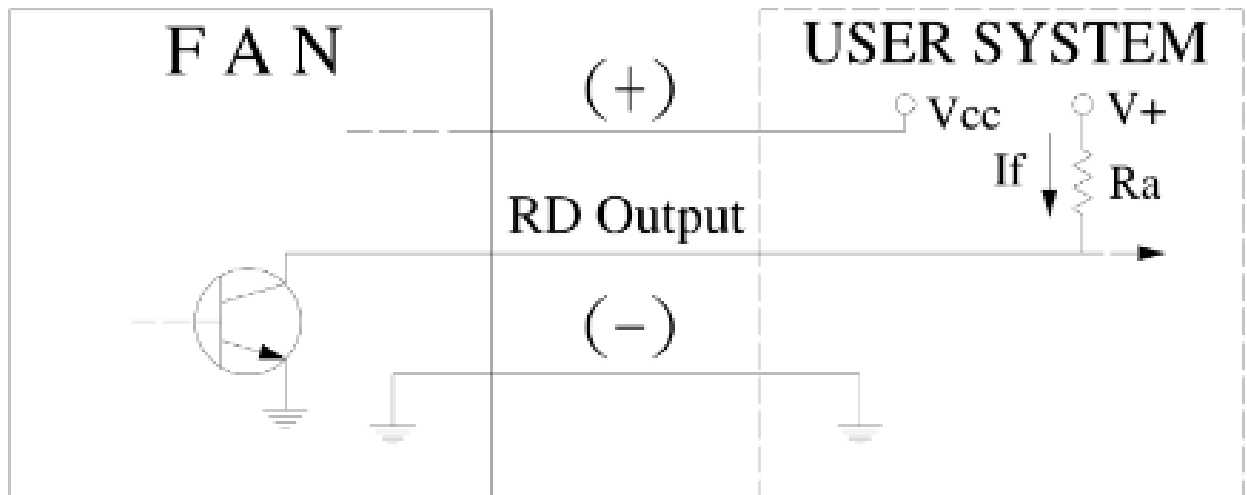 F A N
USER SYSTEM
(+)
Vcc
V+
If
Ra
RD Output
(-)